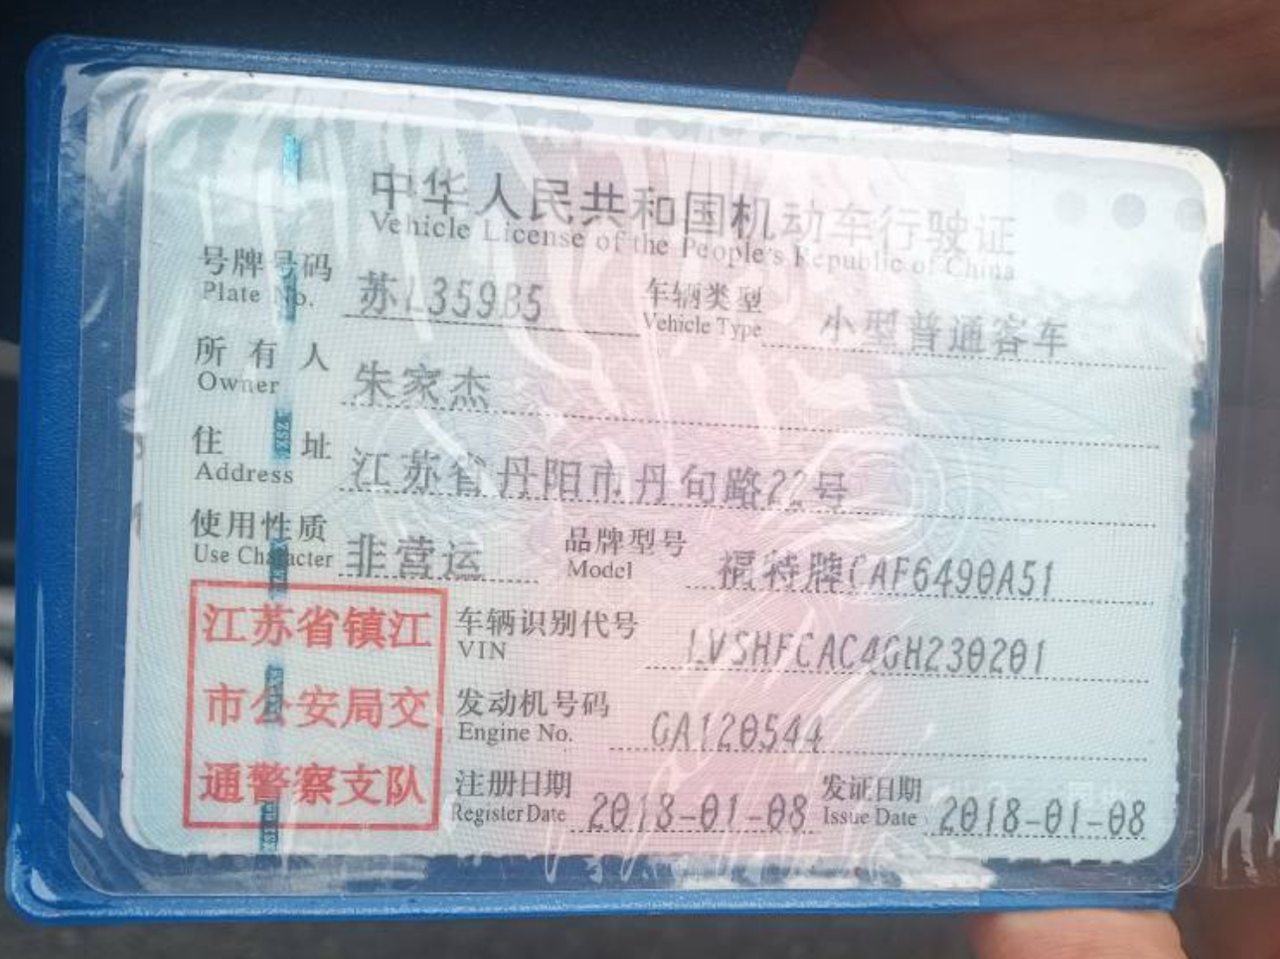 中华人民共和国机动车行驶证
Vehicle License of the People's Republic of China
号牌号码 苏L359B5 车辆类型 小型普通客车
Plate No. Vehicle Type
所有人 朱家杰
Owner
住址 江苏省丹阳市丹句路22号
Address
使用性质 非营运 品牌型号 福特牌CAF6490A51
Use Character Model
江苏省镇江
市公安局交
通警察支队
车辆识别代号 LVSHFCAC4GH230201
VIN
发动机号码 GA120544
Engine No.
注册日期 2018-01-08 发证日期 2018-01-08
Register Date Issue Date